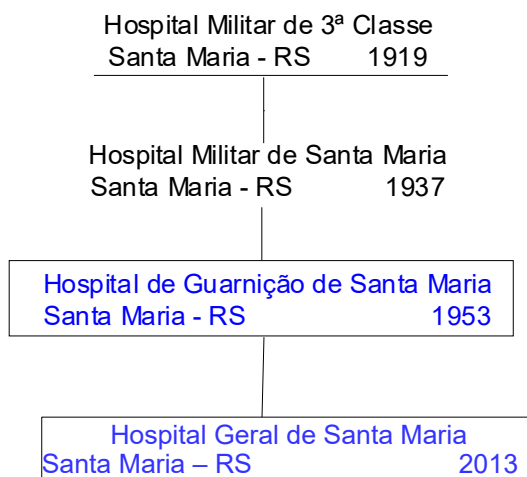 Hospital Militar de 3ª Classe
Santa Maria - RS 1919
Hospital Militar de Santa Maria
Santa Maria - RS 1937
Hospital de Guarnição de Santa Maria
Santa Maria - RS 1953
Hospital Geral de Santa Maria
Santa Maria – RS 2013